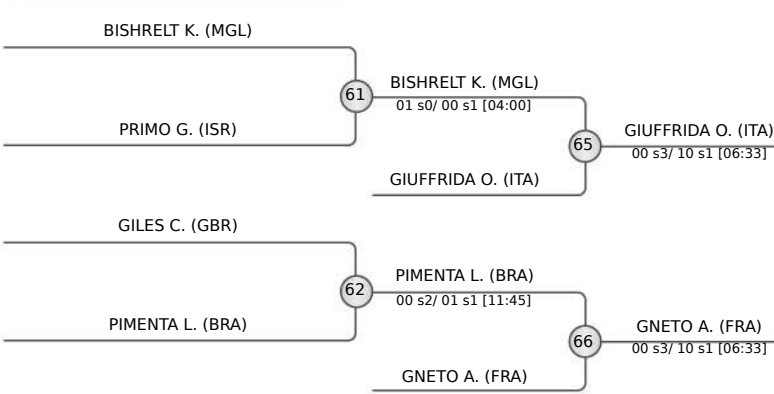 BISHRELT K. (MGL)
61
BISHRELT K. (MGL)
01 s0/ 00 s1 [04:00]
PRIMO G. (ISR)
65
GIUFFRIDA O. (ITA)
00 s3/ 10 s1 [06:33]
GIUFFRIDA O. (ITA)
GILES C. (GBR)
62
PIMENTA L. (BRA)
00 s2/ 01 s1 [11:45]
PIMENTA L. (BRA)
66
GNETO A. (FRA)
00 s3/ 10 s1 [06:33]
GNETO A. (FRA)